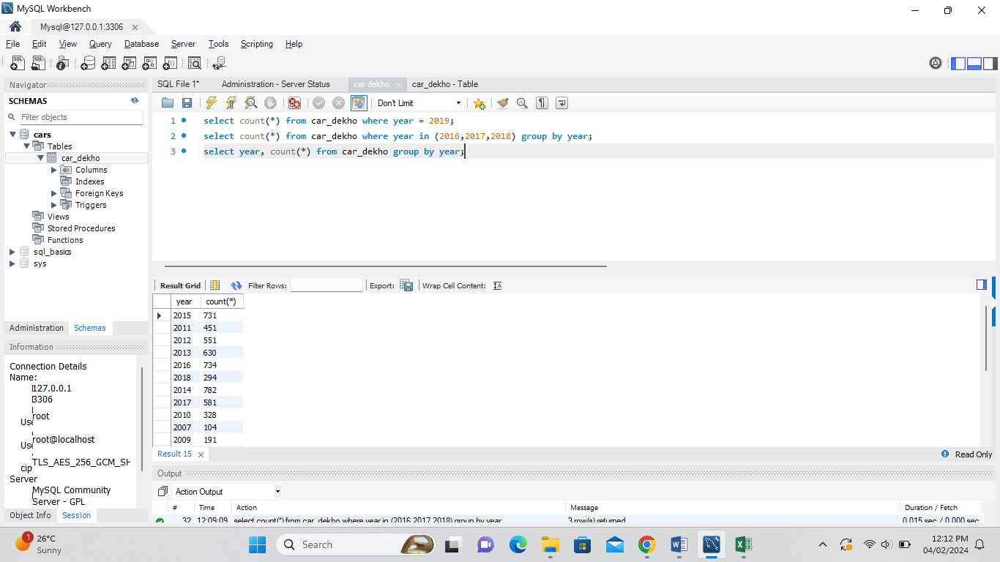 MySQL Workbench
Mysql@127.0.0.1:3306
File Edit View Query Database Server Tools Scripting Help
Navigator
SCHEMAS
Filter objects
cars
Tables
car_dekho
Columns
Indexes
Foreign Keys
Triggers
Views
Stored Procedures
Functions
sql_basics
sys
Administration Schemas
Information
Connection Details
Name:
127.0.0.1
3306
root
Use
root@localhost
Use
TLS_AES_256_GCM_SH
cip
Server
MySQL Community
Server - GPL
Object Info Session
SQL File 1* Administration - Server Status car dekho car_dekho - Table
Don't Limit
1 select count(*) from car_dekho where year = 2019;
2 select count(*) from car_dekho where year in (2016,2017,2018) group by year;
3 select year, count(*) from car_dekho group by year;
Result Grid Filter Rows: Export: Wrap Cell Content:
year count(*)
2015 731
2011 451
2012 551
2013 630
2016 734
2018 294
2014 782
2017 581
2010 328
2007 104
2009 191
Result 15 Read Only
Output
Action Output
# Time Action Message Duration / Fetch
32 12:09:09 select count(*) from car_dekho where year in (2016,2017,2018) group by year 3 row(s) returned 0.015 sec / 0.000 sec
1
26°C
Sunny
Search
12:12 PM
04/02/2024